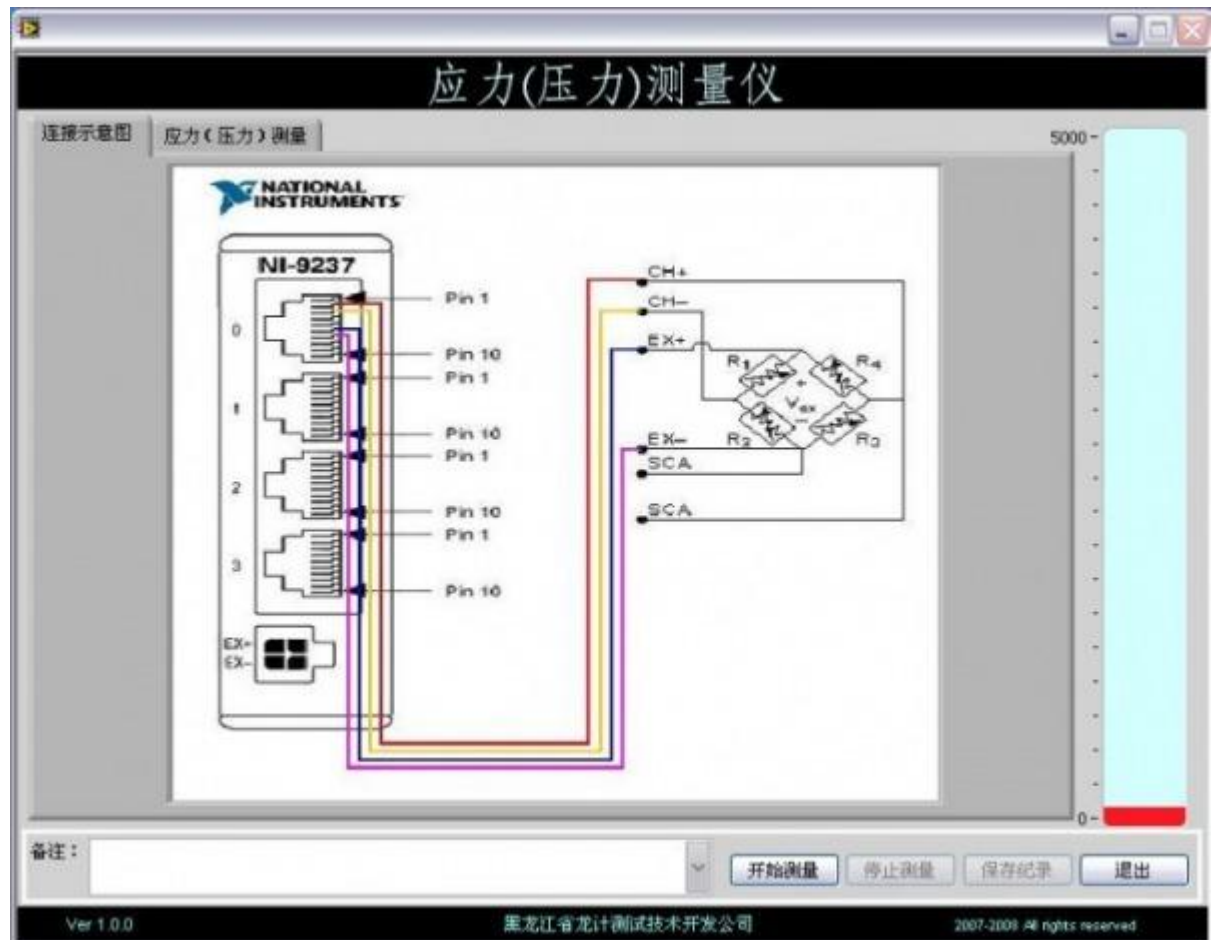 应力(压力)测量仪
连接示意图
应力(压力)测量
5000
NATIONAL
INSTRUMENTS
NI-9237
0
Pin 1
Pin 10
1
Pin 1
Pin 10
2
Pin 1
Pin 10
3
Pin 1
Pin 10
EX+
EX-
CH+
CH-
EX+
R1
R4
+
Vex
-
R2
R3
EX-
SCA
SCA
0
备注:
开始测量
停止测量
保存纪录
退出
Ver 1.0.0
黑龙江省龙计测试技术开发公司
2007-2008 All rights reserved